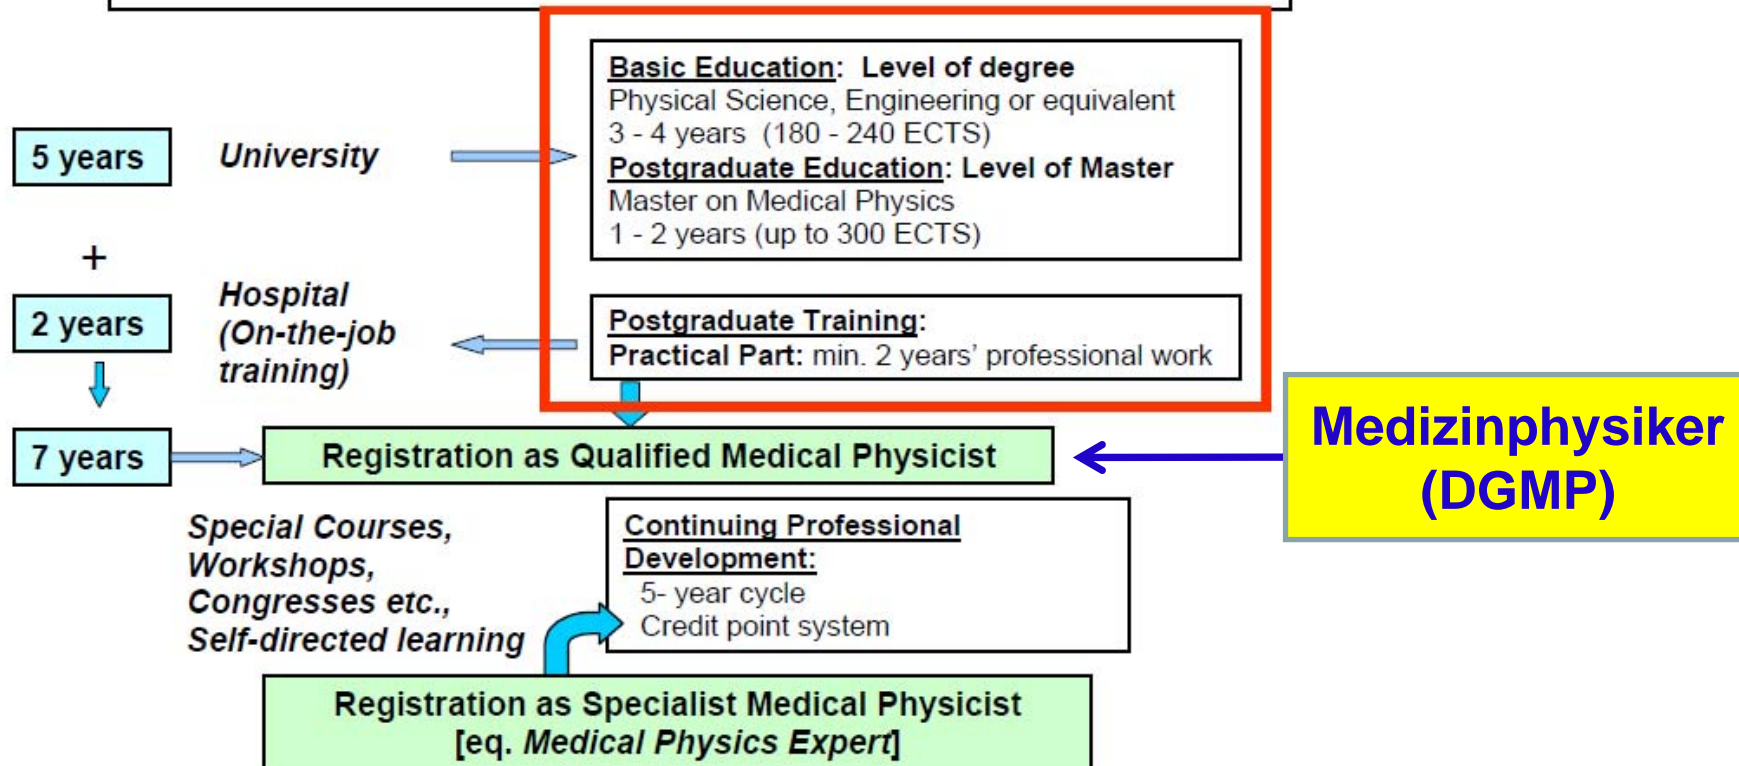 Basic Education: Level of degree
Physical Science, Engineering or equivalent
3 - 4 years (180 - 240 ECTS)
Postgraduate Education: Level of Master
Master on Medical Physics
1 - 2 years (up to 300 ECTS)
5 years
University
+
2 years
Hospital
(On-the-job
training)
Postgraduate Training:
Practical Part: min. 2 years’ professional work
7 years
Registration as Qualified Medical Physicist
Medizinphysiker
(DGMP)
Special Courses,
Workshops,
Congresses etc.,
Self-directed learning
Continuing Professional
Development:
5- year cycle
Credit point system
Registration as Specialist Medical Physicist
[eq. Medical Physics Expert]